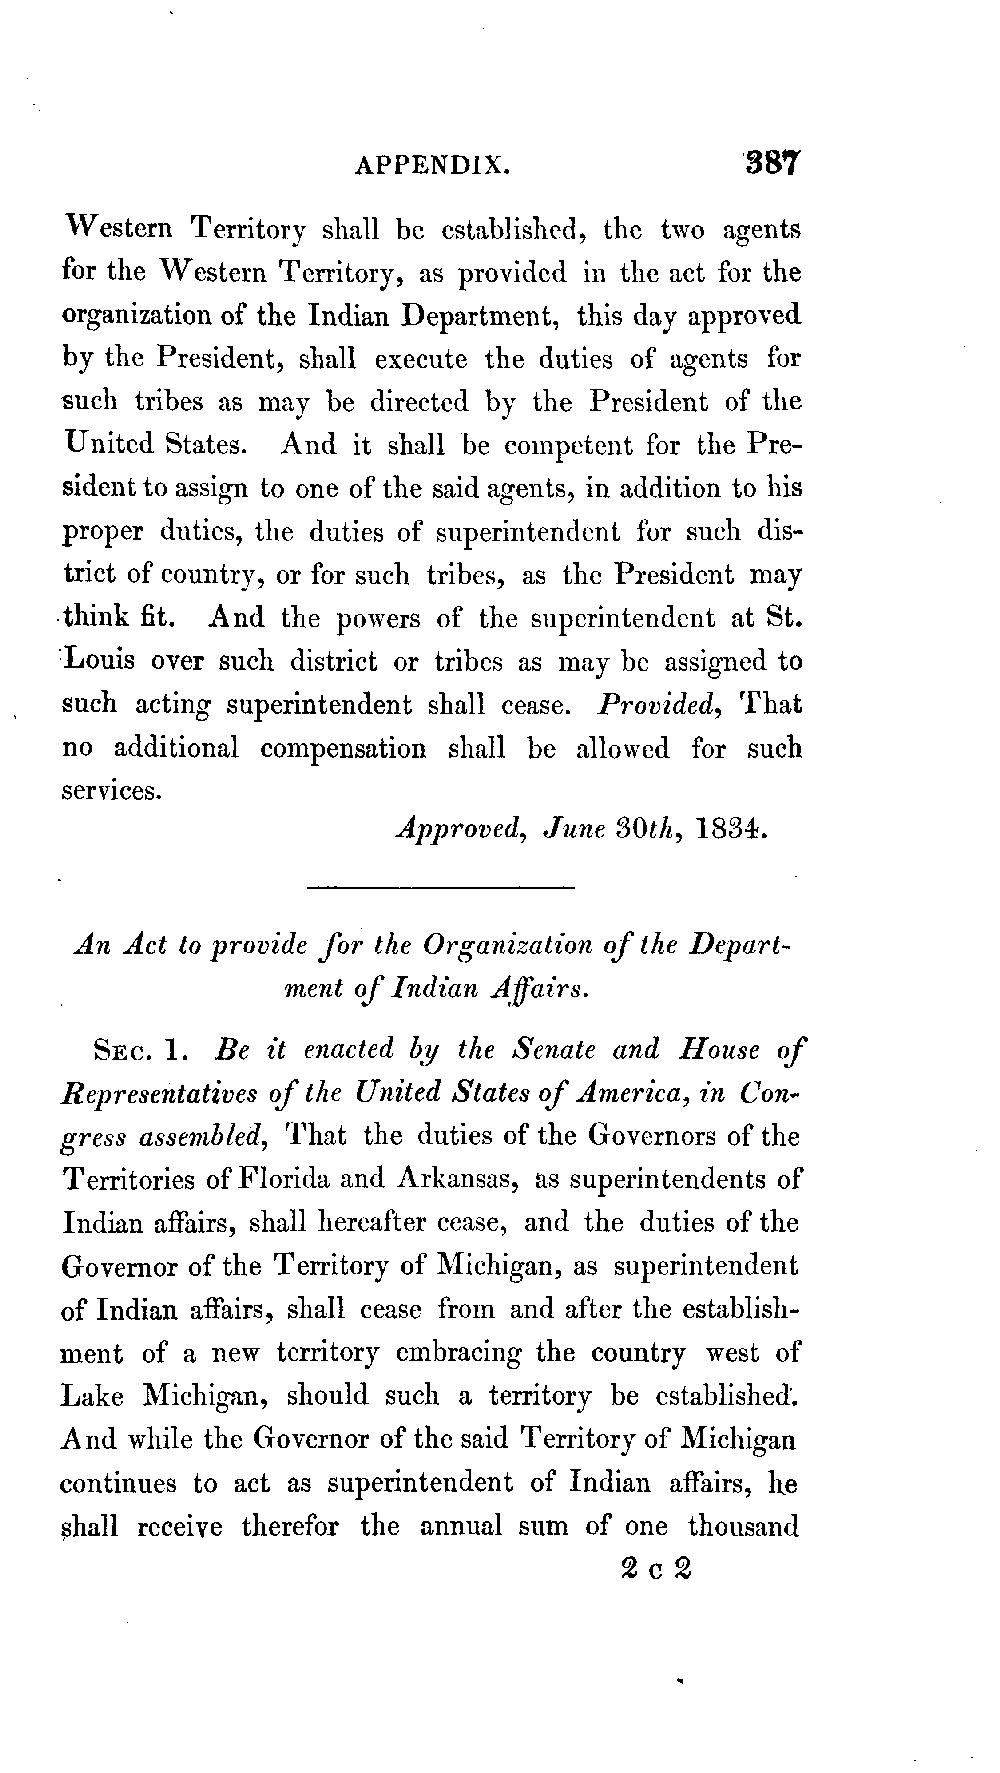 APPENDIX. 387
Western Territory shall be established, the two agents
for the Western Territory, as provided in the act for the
organization of the Indian Department, this day approved
by the President, shall execute the duties of agents for
such tribes as may be directed by the President of the
United States. And it shall be competent for the Pre-
sident to assign to one of the said agents, in addition to his
proper duties, the duties of superintendent for such dis-
trict of country, or for such tribes, as the President may
think fit. And the powers of the superintendent at St.
Louis over such district or tribes as may be assigned to
such acting superintendent shall cease. Provided, That
no additional compensation shall be allowed for such
services.
Approved, June 30th, 1834.
An Act to provide for the Organization of the Depart-
ment of Indian Affairs.
SEC. 1. Be it enacted by the Senate and House of
Representatives of the United States of America, in Con-
gress assembled, That the duties of the Governors of the
Territories of Florida and Arkansas, as superintendents of
Indian affairs, shall hereafter cease, and the duties of the
Governor of the Territory of Michigan, as superintendent
of Indian affairs, shall cease from and after the establish-
ment of a new territory embracing the country west of
Lake Michigan, should such a territory be established.
And while the Governor of the said Territory of Michigan
continues to act as superintendent of Indian affairs, he
shall receive therefor the annual sum of one thousand
2 c 2